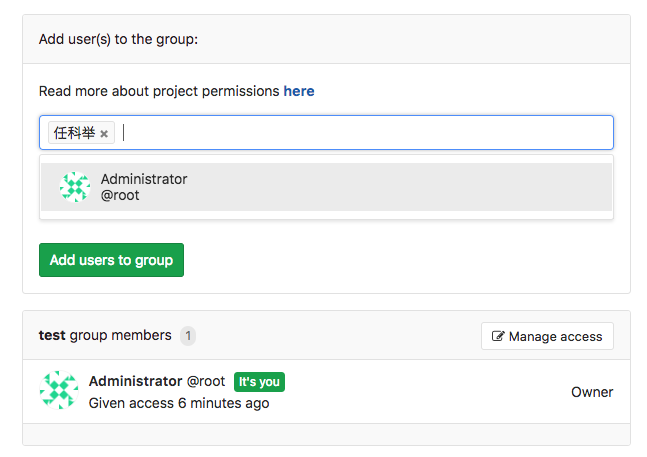 Add user(s) to the group:
Read more about project permissions here
任科举 ×
Administrator
@root
Add users to group
test group members 1
Manage access
Administrator @root It's you
Given access 6 minutes ago
Owner